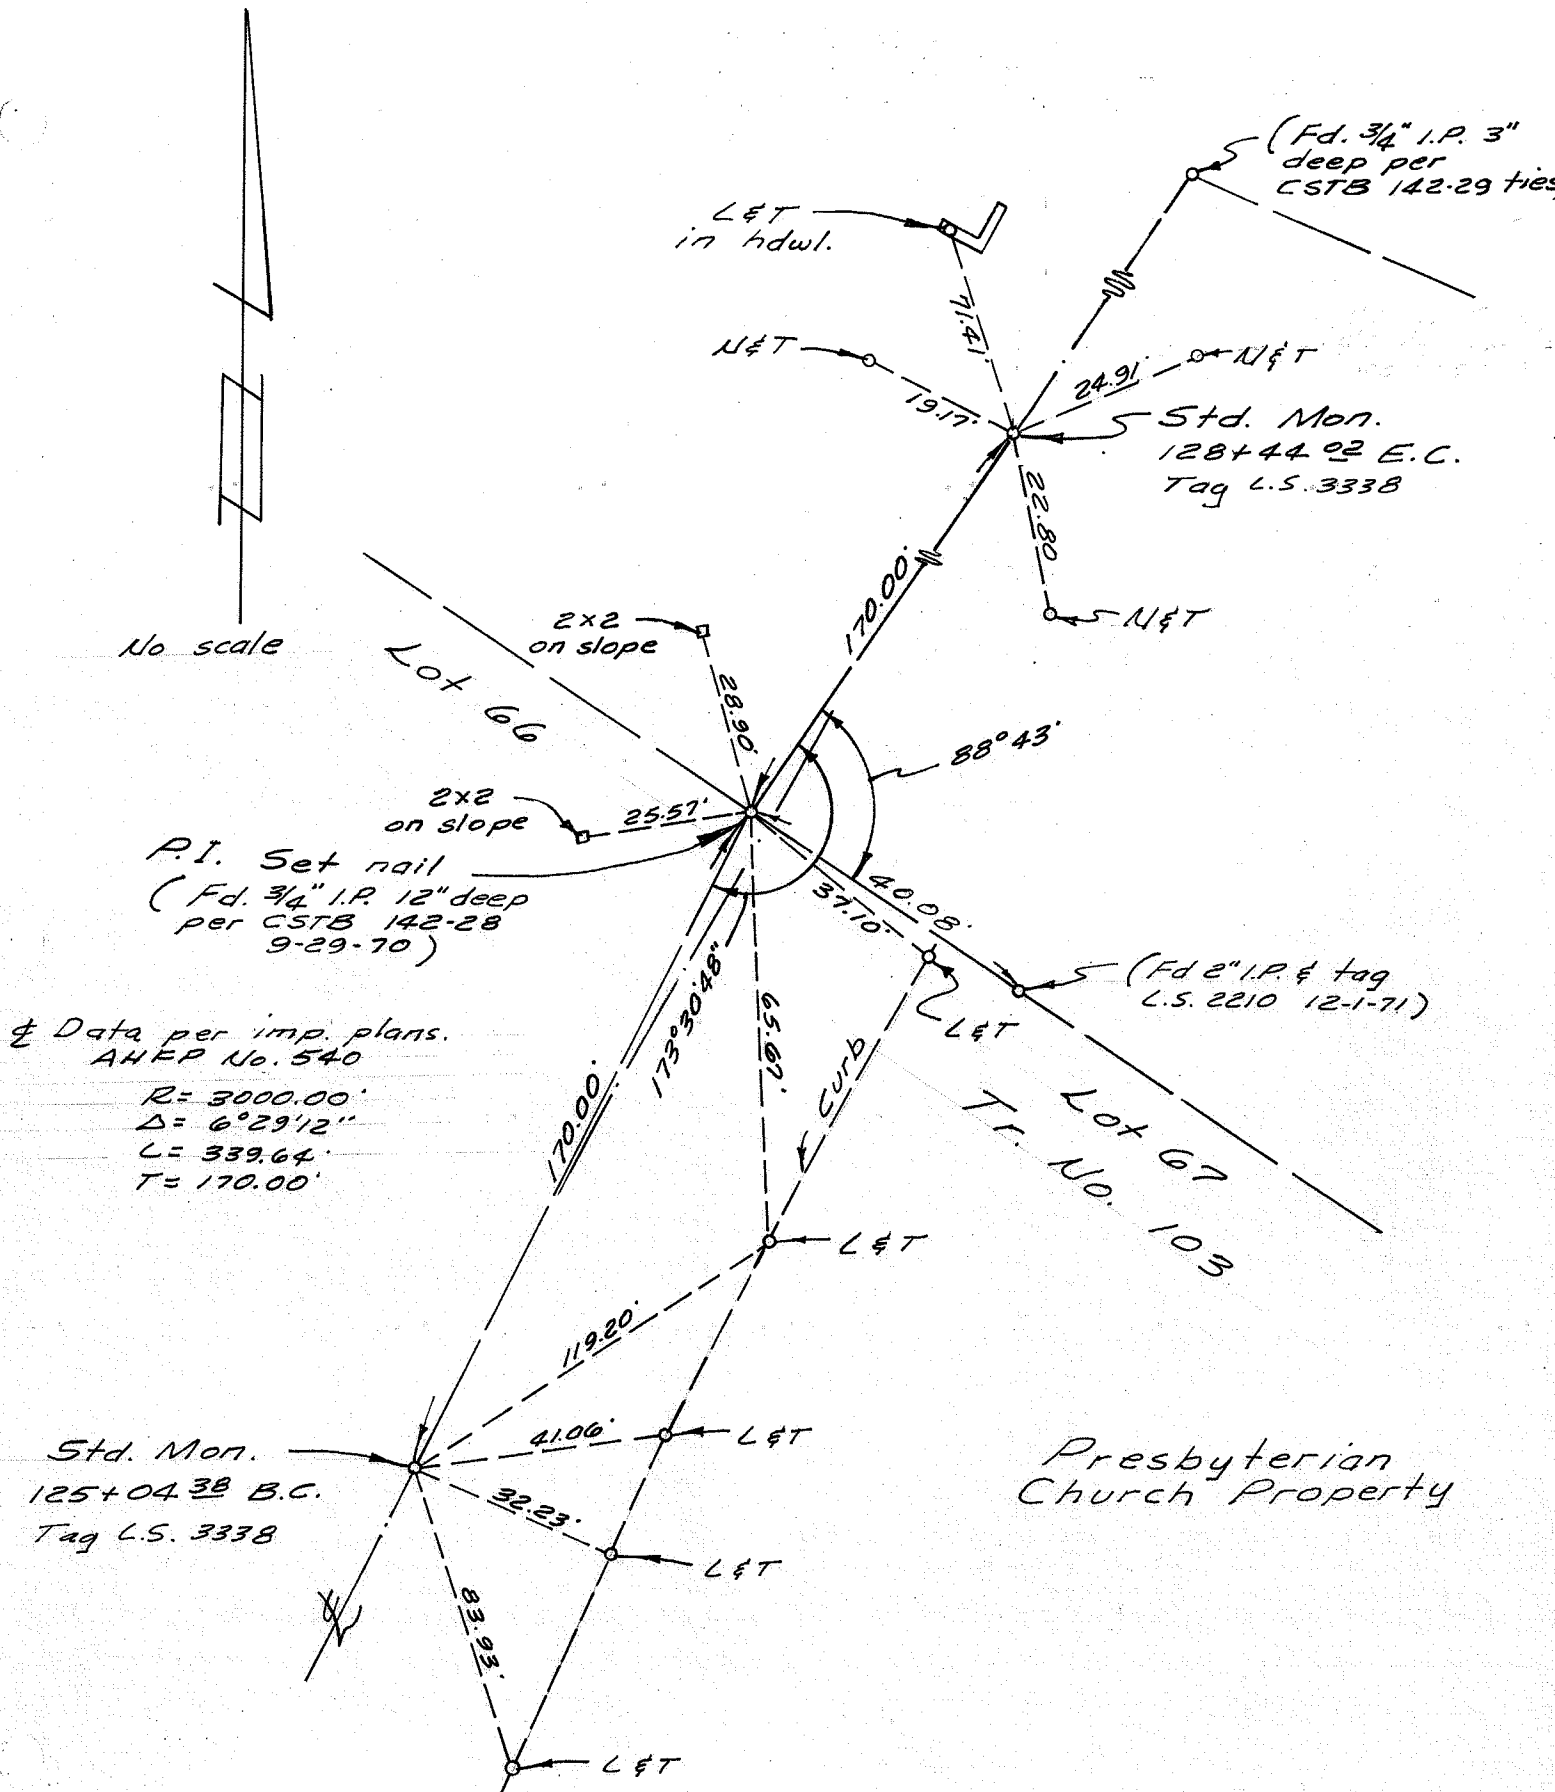 (Fd. 3/4" I.P. 3"
deep per
CSTB 142-29 ties
L&T
in hdwl.
71.41'
N&T
19.17'
24.91'
N&T
Std. Mon.
128+44.02 E.C.
Tag L.S. 3338
22.80
N&T
170.00'
No scale
2x2
on slope
Lot 66
28.90'
88°43'
2x2
on slope
25.57'
P.I. Set nail
(Fd. 3/4" I.P. 12" deep
per CSTB 142-28
9-29-70)
40.08'
37.10'
(Fd 2" I.P. & tag
L.S. 2210 12-1-71)
L&T
173°30'48"
65.67'
℄ Data per imp. plans.
AHFP No. 540
R= 3000.00'
Δ= 6°29'12"
L= 339.64'
T= 170.00'
170.00'
Curb
Lot 67
Tr. No. 103
L&T
119.20'
41.06'
L&T
Std. Mon.
125+04.38 B.C.
Tag L.S. 3338
32.23'
L&T
Presbyterian
Church Property
℄
83.93'
L&T